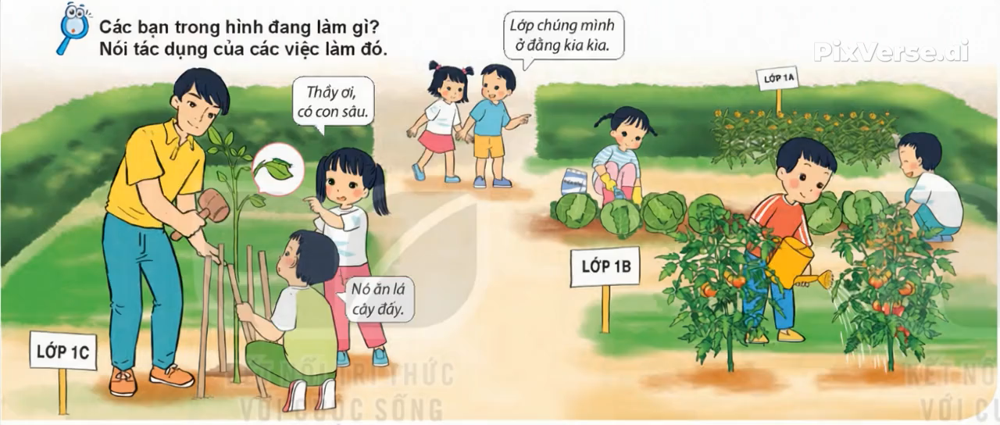 Các bạn trong hình đang làm gì?
Nói tác dụng của các việc làm đó.
Lớp chúng mình
ở đằng kia kìa.
PixVerse.ai
LỚP 1A
Thầy ơi,
có con sâu.
LỚP 1B
Nó ăn lá
cây đấy.
LỚP 1C
NỐI TRI THỨC
VỚI CUỘC SỐNG
KẾT NỐ
VỚI CU